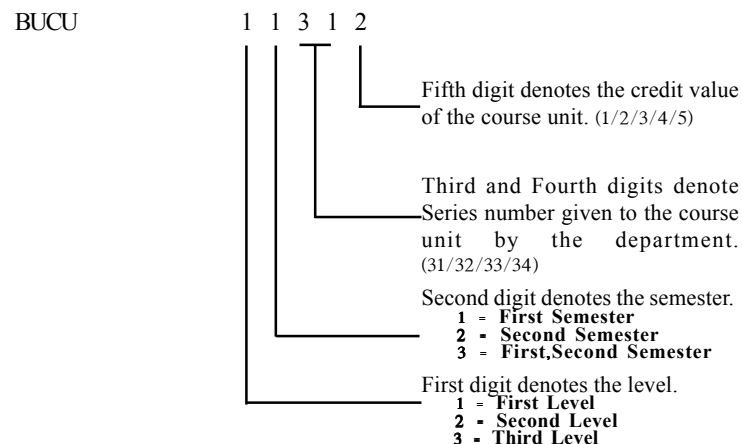 BUCU 1 1 3 1 2
Fifth digit denotes the credit value
of the course unit. (1/2/3/4/5)
Third and Fourth digits denote
Series number given to the course
unit by the department.
(31/32/33/34)
Second digit denotes the semester.
1 = First Semester
2 - Second Semester
3 = First,Second Semester
First digit denotes the level.
1 = First Level
2 - Second Level
3 - Third Level